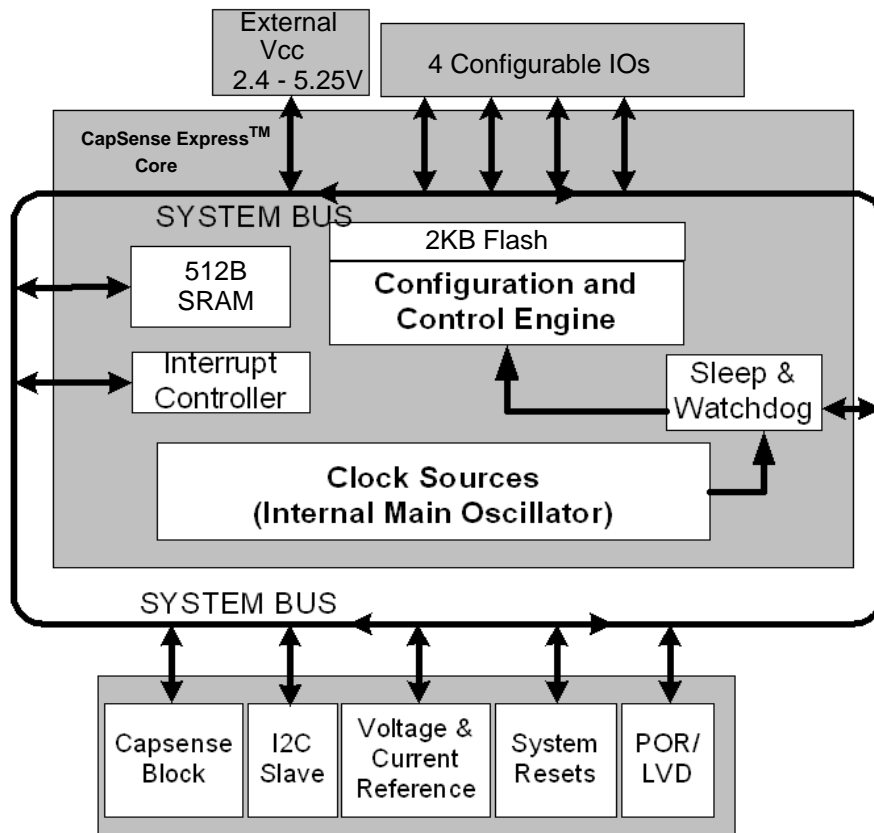 External
Vcc
2.4 - 5.25V
4 Configurable IOs
CapSense Express™
Core
SYSTEM BUS
2KB Flash
Configuration and
Control Engine
512B
SRAM
Interrupt
Controller
Sleep &
Watchdog
Clock Sources
(Internal Main Oscillator)
SYSTEM BUS
Capsense
Block
I2C
Slave
Voltage &
Current
Reference
System
Resets
POR/
LVD